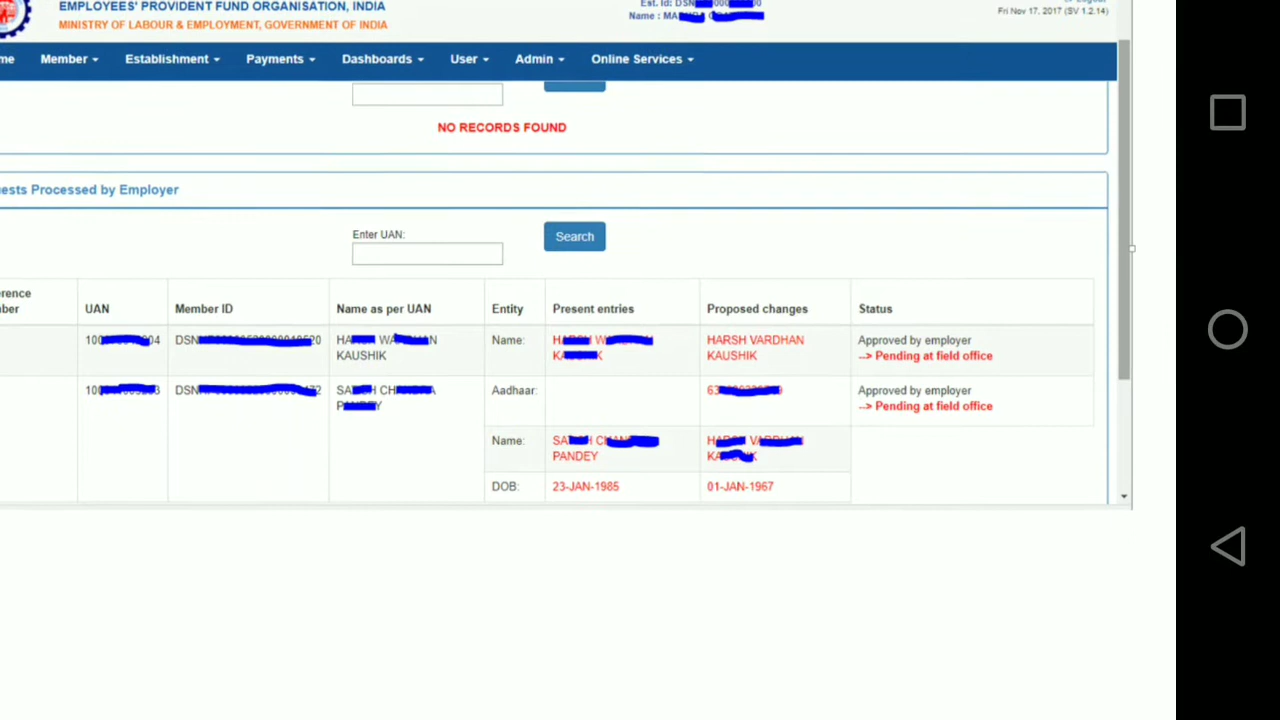 EMPLOYEES' PROVIDENT FUND ORGANISATION, INDIA
MINISTRY OF LABOUR & EMPLOYMENT, GOVERNMENT OF INDIA
Est. Id: DSN
Name : MA
Fri Nov 17, 2017 (SV 1.2.14)
me Member Establishment Payments Dashboards User Admin Online Services
NO RECORDS FOUND
ests Processed by Employer
Enter UAN:
Search
rence
ber
UAN Member ID Name as per UAN Entity Present entries Proposed changes Status
Name: HARSH VARDHAN Approved by employer
KAUSHIK KAUSHIK --> Pending at field office
Aadhaar: Approved by employer
--> Pending at field office
Name:
PANDEY
DOB: 23-JAN-1985 01-JAN-1967